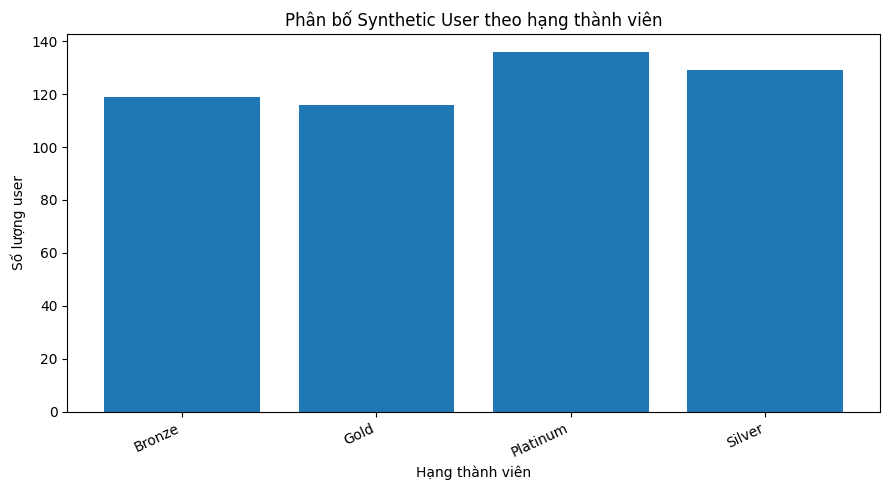 Phân bố Synthetic User theo hạng thành viên
Số lượng user
140
120
100
80
60
40
20
0
Bronze
Gold
Platinum
Silver
Hạng thành viên